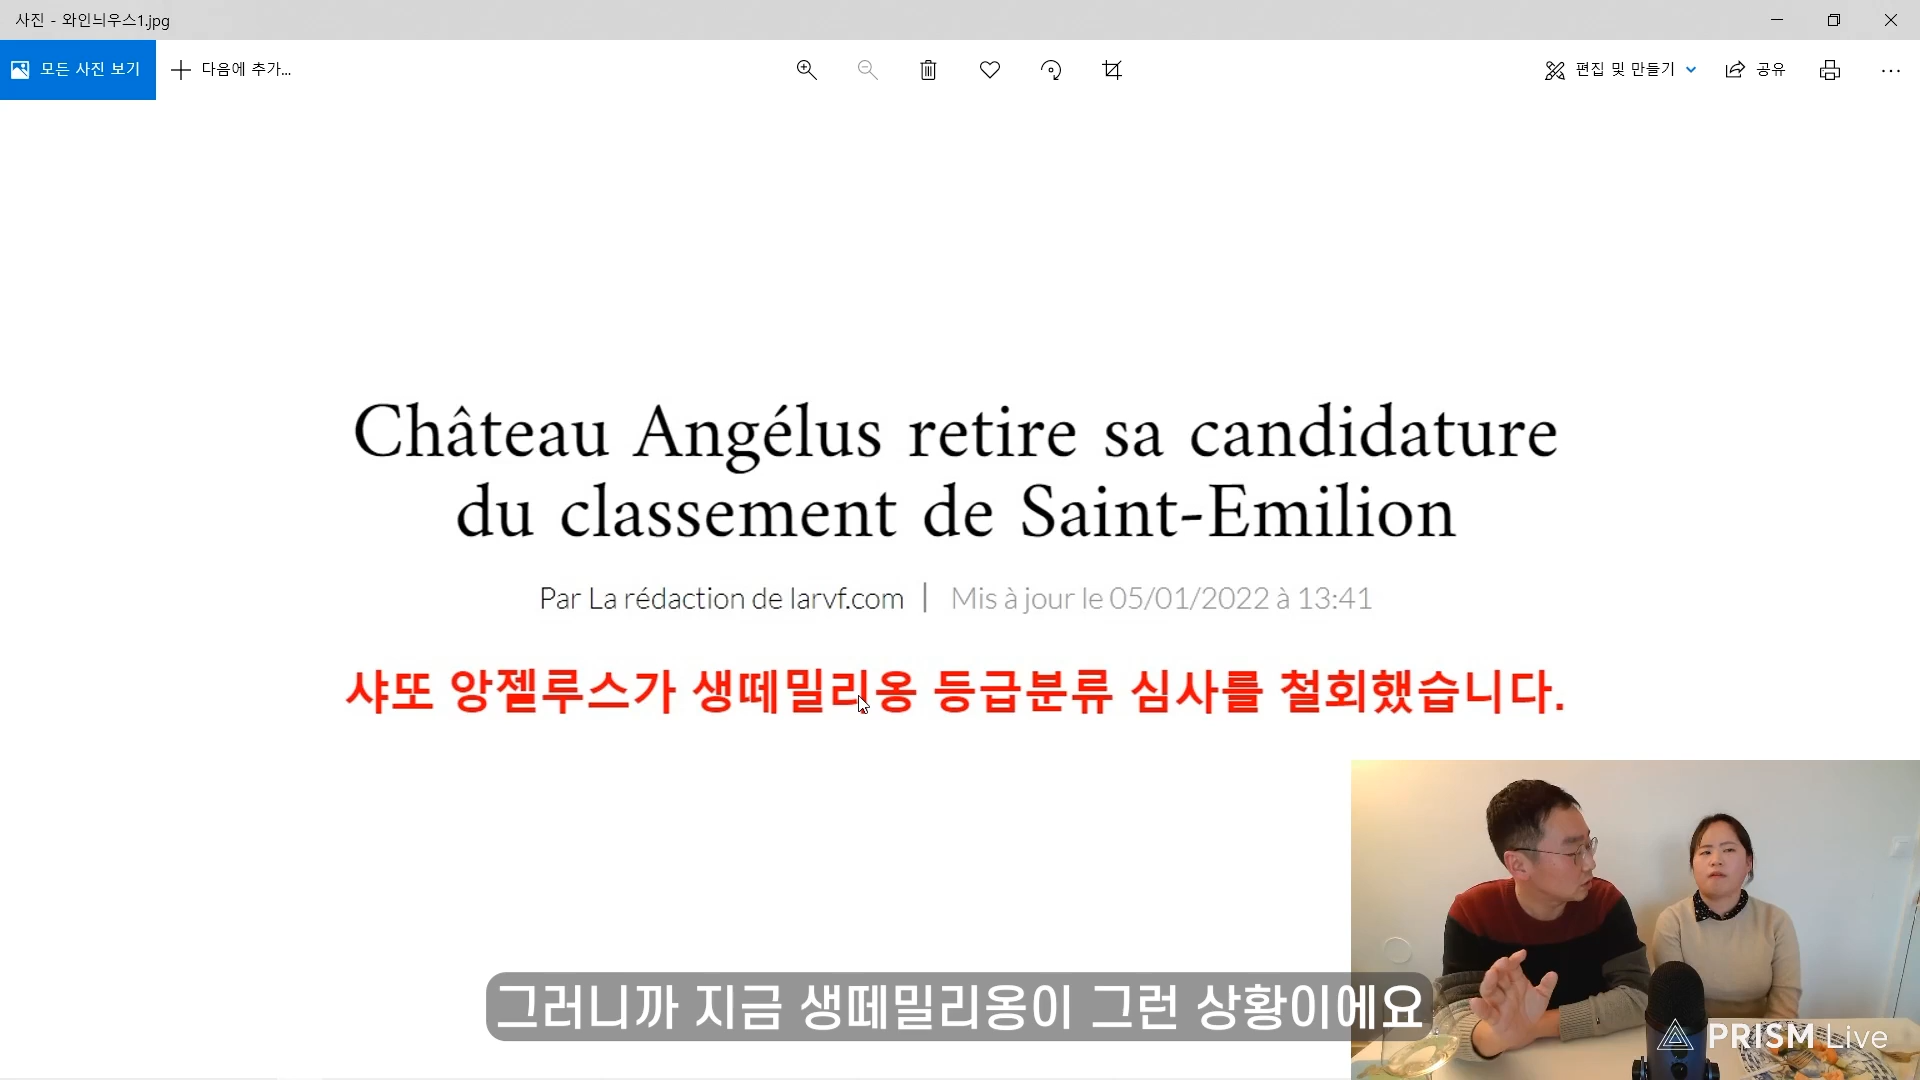 사진 - 와인늬우스1.jpg
모든 사진 보기
다음에 추가...
편집 및 만들기
공유
Château Angélus retire sa candidature
du classement de Saint-Emilion
Par La rédaction de larvf.com | Mis à jour le 05/01/2022 à 13:41
샤또 앙젤루스가 생떼밀리옹 등급분류 심사를 철회했습니다.
그러니까 지금 생떼밀리옹이 그런 상황이에요
PRISM Live